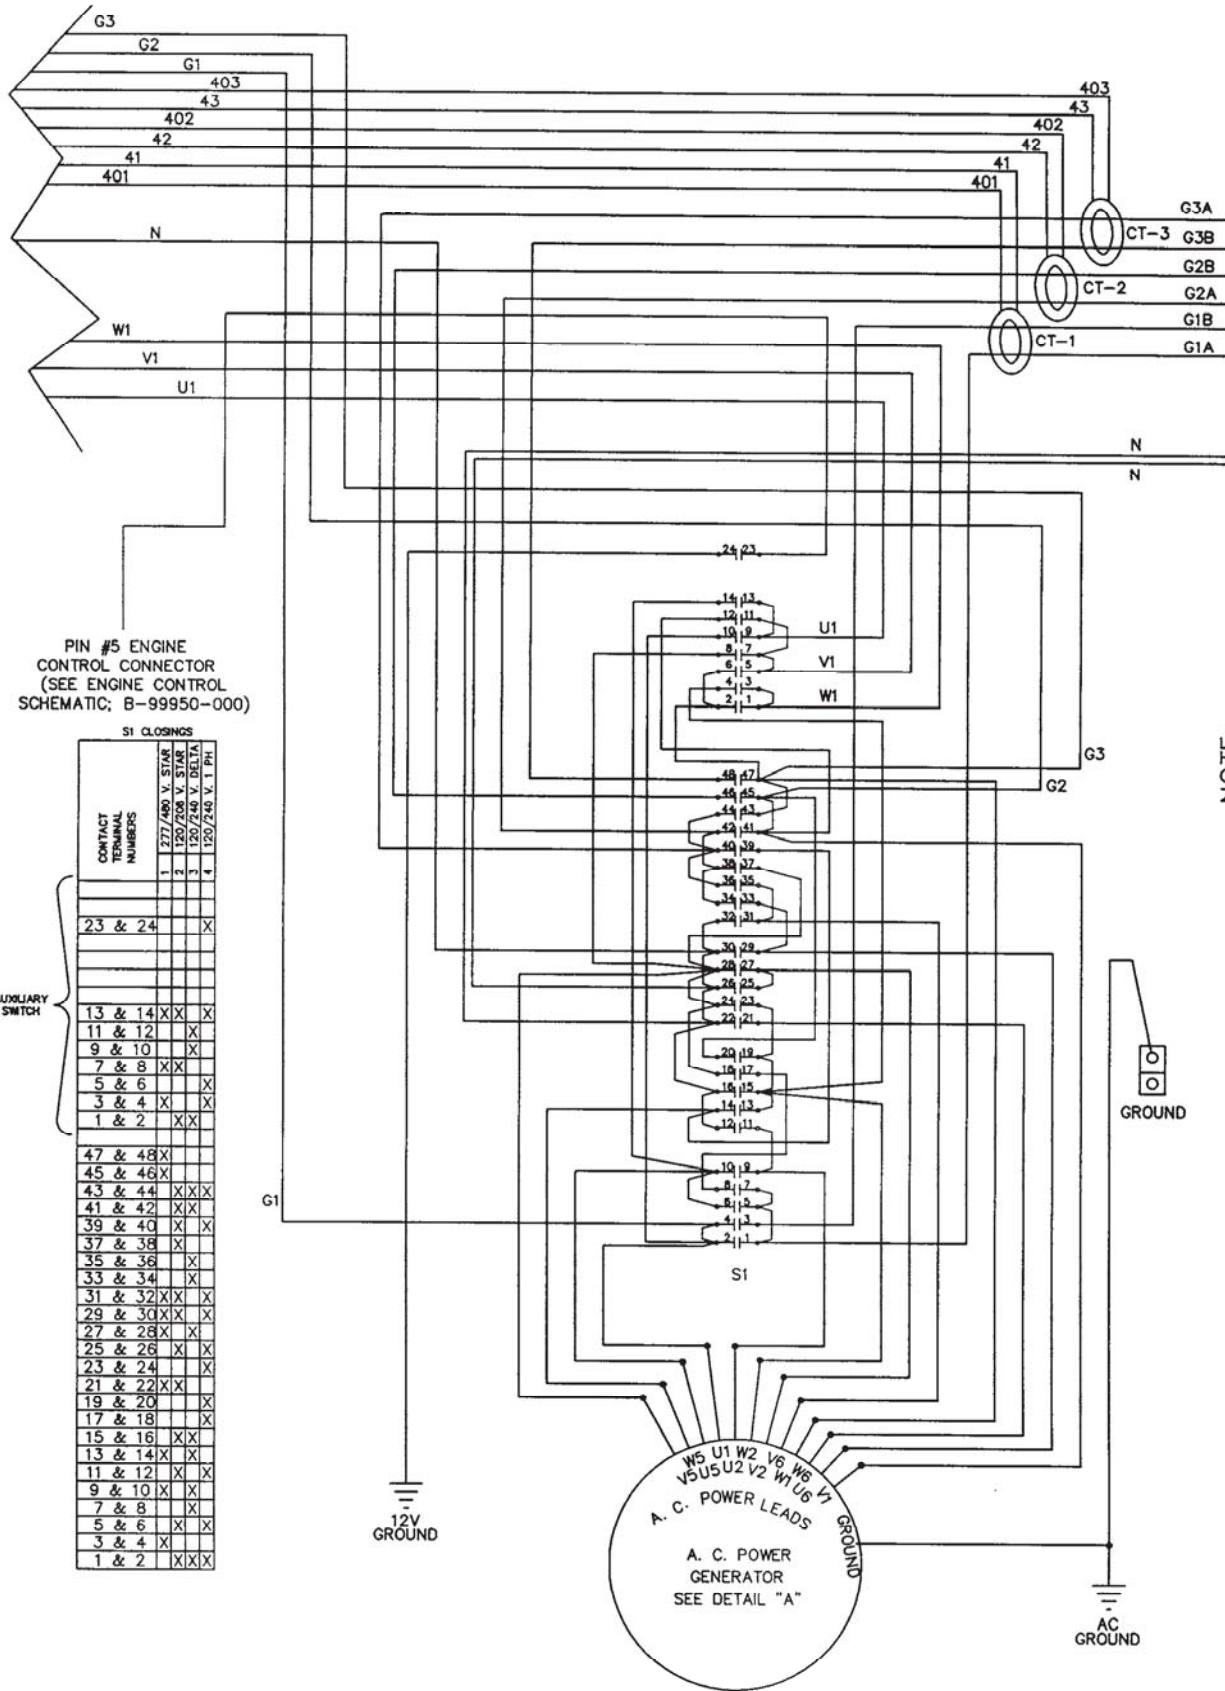 G3
G2
G1
403
43
402
42
41
401
N
W1
V1
U1
403
43
402
42
41
401
G3A
CT-3 G3B
G2B
CT-2 G2A
G1B
CT-1
G1A
N
N
24 23
14 13
12 11
10 9
8 7
6 5
4 3
2 1
U1
V1
W1
PIN #5 ENGINE
CONTROL CONNECTOR
(SEE ENGINE CONTROL
SCHEMATIC; B-99950-000)
S1 CLOSINGS
CONTACT
TERMINAL
NUMBERS
1 277/480 V. STAR
2 120/208 V. STAR
3 120/240 V. DELTA
4 120/240 V. 1 PH
23 & 24 X
13 & 14 X X X
11 & 12 X
9 & 10 X
7 & 8 X X
5 & 6 X
3 & 4 X X
1 & 2 X X
47 & 48 X
45 & 46 X
43 & 44 X X X
41 & 42 X X
39 & 40 X X
37 & 38 X
35 & 36 X
33 & 34 X
31 & 32 X X X
29 & 30 X X X
27 & 28 X X
25 & 26 X X
23 & 24 X
21 & 22 X X
19 & 20 X
17 & 18 X
15 & 16 X X
13 & 14 X X
11 & 12 X X
9 & 10 X X
7 & 8 X
5 & 6 X X
3 & 4 X
1 & 2 X X X
SWITCH
G3
G2
48 47
46 45
44 43
42 41
40 39
38 37
36 35
34 33
32 31
30 29
28 27
26 25
24 23
22 21
20 19
18 17
16 15
14 13
12 11
10 9
8 7
6 5
4 3
2 1
S1
G1
GROUND
12V
GROUND
W5 U1 W2 V6 W6
V5 U5 U2 V2 W1 U6 V1
A. C. POWER LEADS
GROUND
A. C. POWER
GENERATOR
SEE DETAIL "A"
AC
GROUND